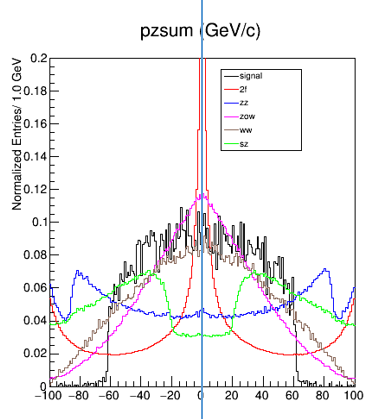 pzsum (GeV/c)
Normalized Entries/ 1.0 GeV
0.2
0.18
0.16
0.14
0.12
0.1
0.08
0.06
0.04
0.02
0
signal
2f
zz
zow
ww
sz
−100 −80 −60 −40 −20 0 20 40 60 80 100